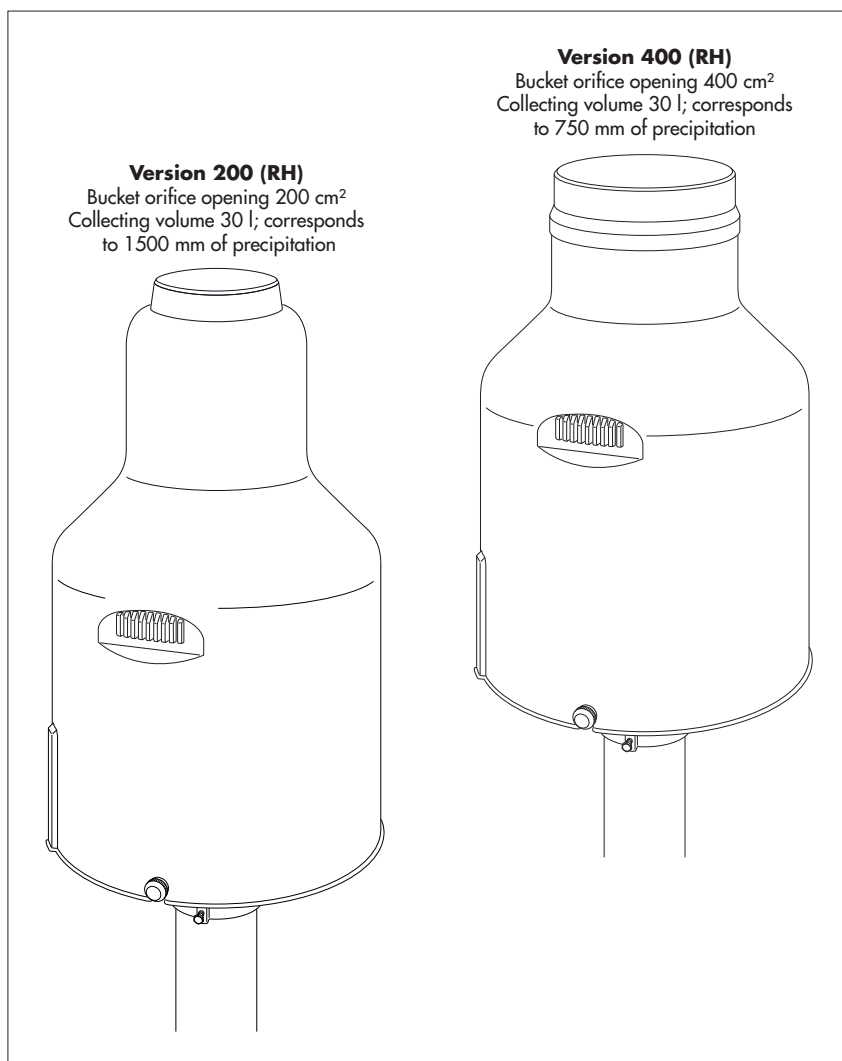 Version 400 (RH)
Bucket orifice opening 400 cm²
Collecting volume 30 l; corresponds
to 750 mm of precipitation
Version 200 (RH)
Bucket orifice opening 200 cm²
Collecting volume 30 l; corresponds
to 1500 mm of precipitation